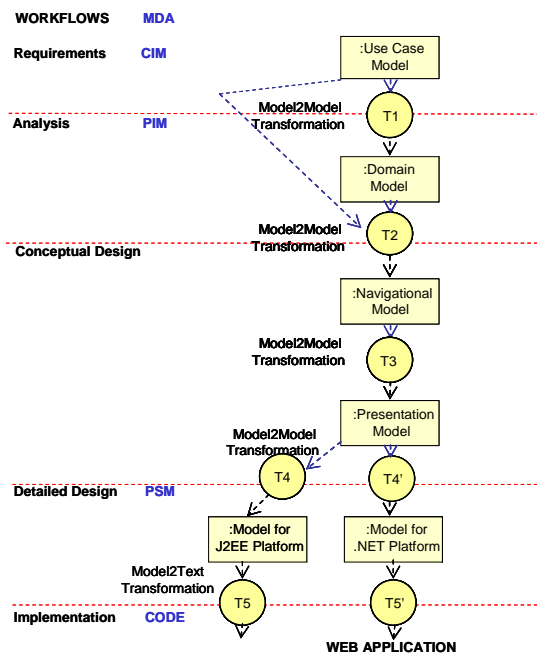 WORKFLOWS MDA
Requirements CIM
:Use Case
Model
Model2Model
Transformation
T1
Analysis PIM
:Domain
Model
Model2Model
Transformation
T2
Conceptual Design
:Navigational
Model
Model2Model
Transformation
T3
:Presentation
Model
Model2Model
Transformation
T4
T4'
Detailed Design PSM
:Model for
J2EE Platform
:Model for
.NET Platform
Model2Text
Transformation
T5
T5'
Implementation CODE
WEB APPLICATION